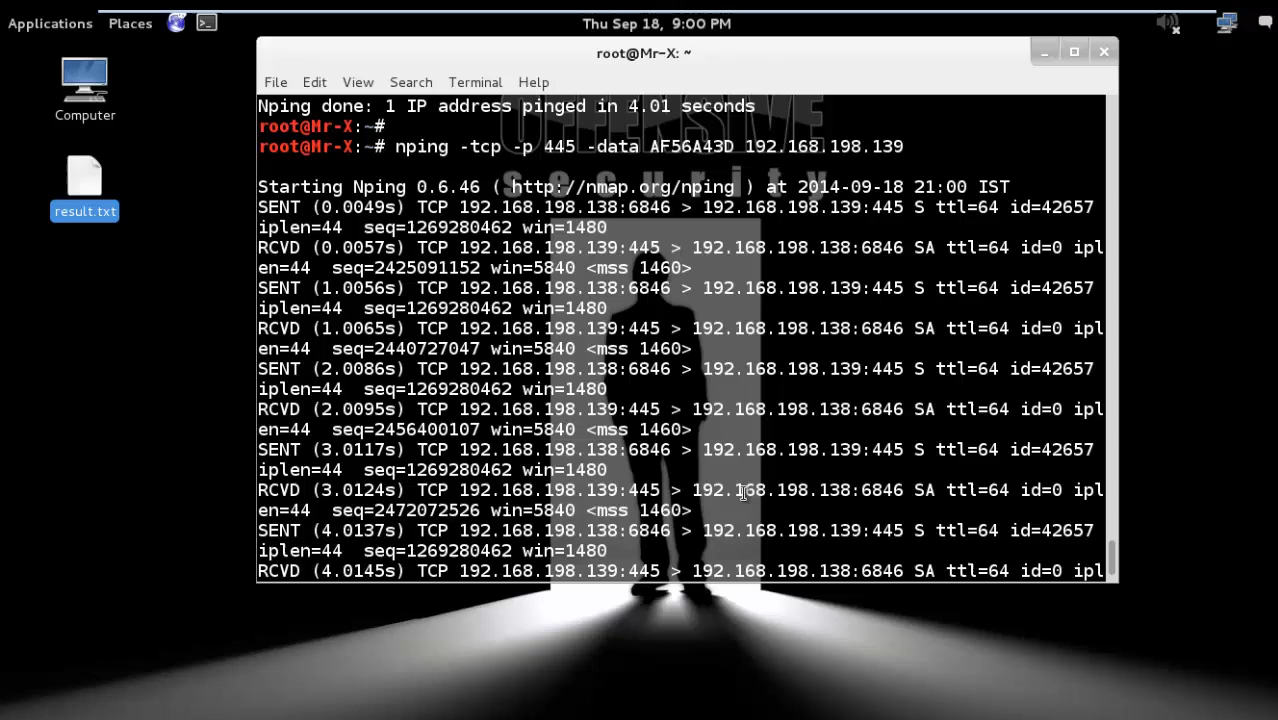 Applications Places Thu Sep 18, 9:00 PM
root@Mr-X: ~
File Edit View Search Terminal Help
Computer
result.txt
OFFENSIVE
security
Nping done: 1 IP address pinged in 4.01 seconds
root@Mr-X:~#
root@Mr-X:~# nping -tcp -p 445 -data AF56A43D 192.168.198.139
Starting Nping 0.6.46 ( http://nmap.org/nping ) at 2014-09-18 21:00 IST
SENT (0.0049s) TCP 192.168.198.138:6846 > 192.168.198.139:445 S ttl=64 id=42657
iplen=44  seq=1269280462 win=1480
RCVD (0.0057s) TCP 192.168.198.139:445 > 192.168.198.138:6846 SA ttl=64 id=0 ipl
en=44  seq=2425091152 win=5840 <mss 1460>
SENT (1.0056s) TCP 192.168.198.138:6846 > 192.168.198.139:445 S ttl=64 id=42657
iplen=44  seq=1269280462 win=1480
RCVD (1.0065s) TCP 192.168.198.139:445 > 192.168.198.138:6846 SA ttl=64 id=0 ipl
en=44  seq=2440727047 win=5840 <mss 1460>
SENT (2.0086s) TCP 192.168.198.138:6846 > 192.168.198.139:445 S ttl=64 id=42657
iplen=44  seq=1269280462 win=1480
RCVD (2.0095s) TCP 192.168.198.139:445 > 192.168.198.138:6846 SA ttl=64 id=0 ipl
en=44  seq=2456400107 win=5840 <mss 1460>
SENT (3.0117s) TCP 192.168.198.138:6846 > 192.168.198.139:445 S ttl=64 id=42657
iplen=44  seq=1269280462 win=1480
RCVD (3.0124s) TCP 192.168.198.139:445 > 192.168.198.138:6846 SA ttl=64 id=0 ipl
en=44  seq=2472072526 win=5840 <mss 1460>
SENT (4.0137s) TCP 192.168.198.138:6846 > 192.168.198.139:445 S ttl=64 id=42657
iplen=44  seq=1269280462 win=1480
RCVD (4.0145s) TCP 192.168.198.139:445 > 192.168.198.138:6846 SA ttl=64 id=0 ipl